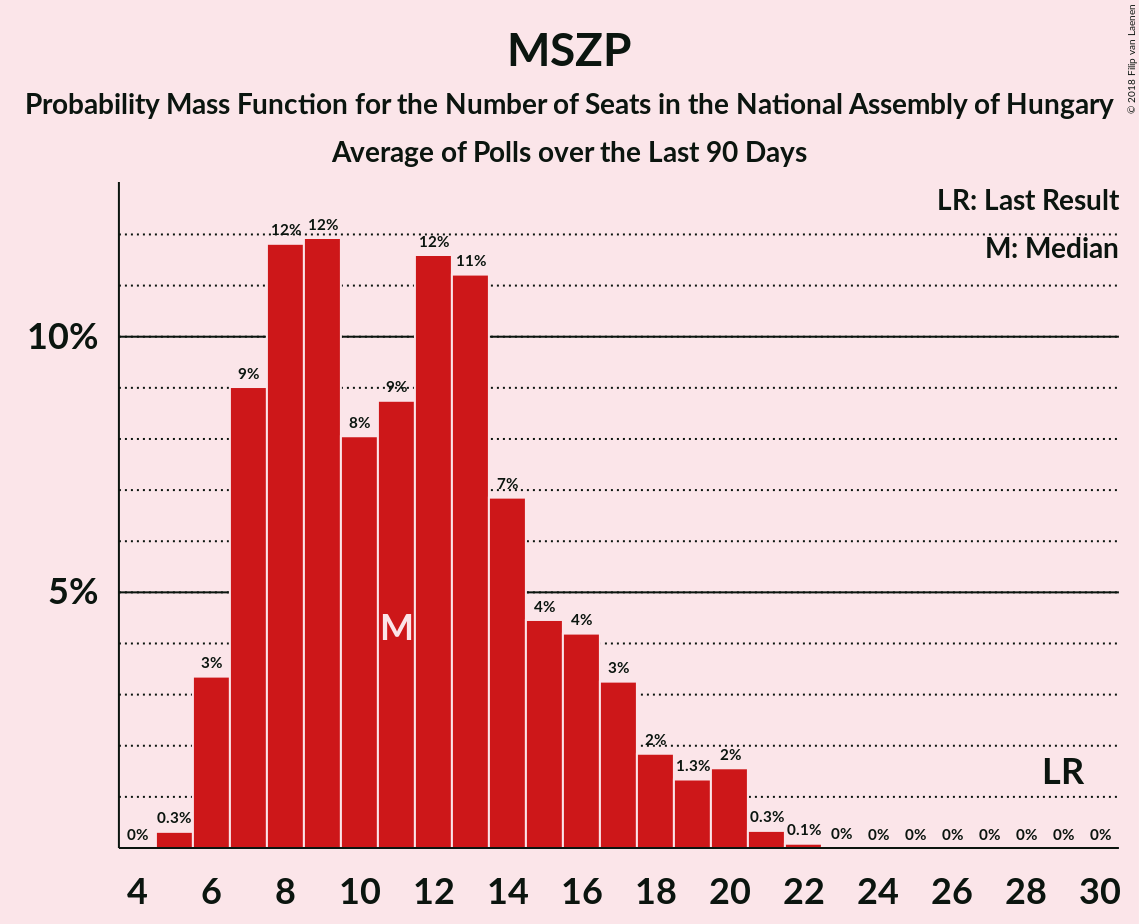 MSZP
Probability Mass Function for the Number of Seats in the National Assembly of Hungary
Average of Polls over the Last 90 Days
© 2018 Filip van Laenen
LR: Last Result
M: Median
10%
5%
0% 0.3% 3% 9% 12% 12% 8% 9% 12% 11% 7% 4% 4% 3% 2% 1.3% 2% 0.3% 0.1% 0% 0% 0% 0% 0% 0% 0% 0%
M
LR
4 6 8 10 12 14 16 18 20 22 24 26 28 30